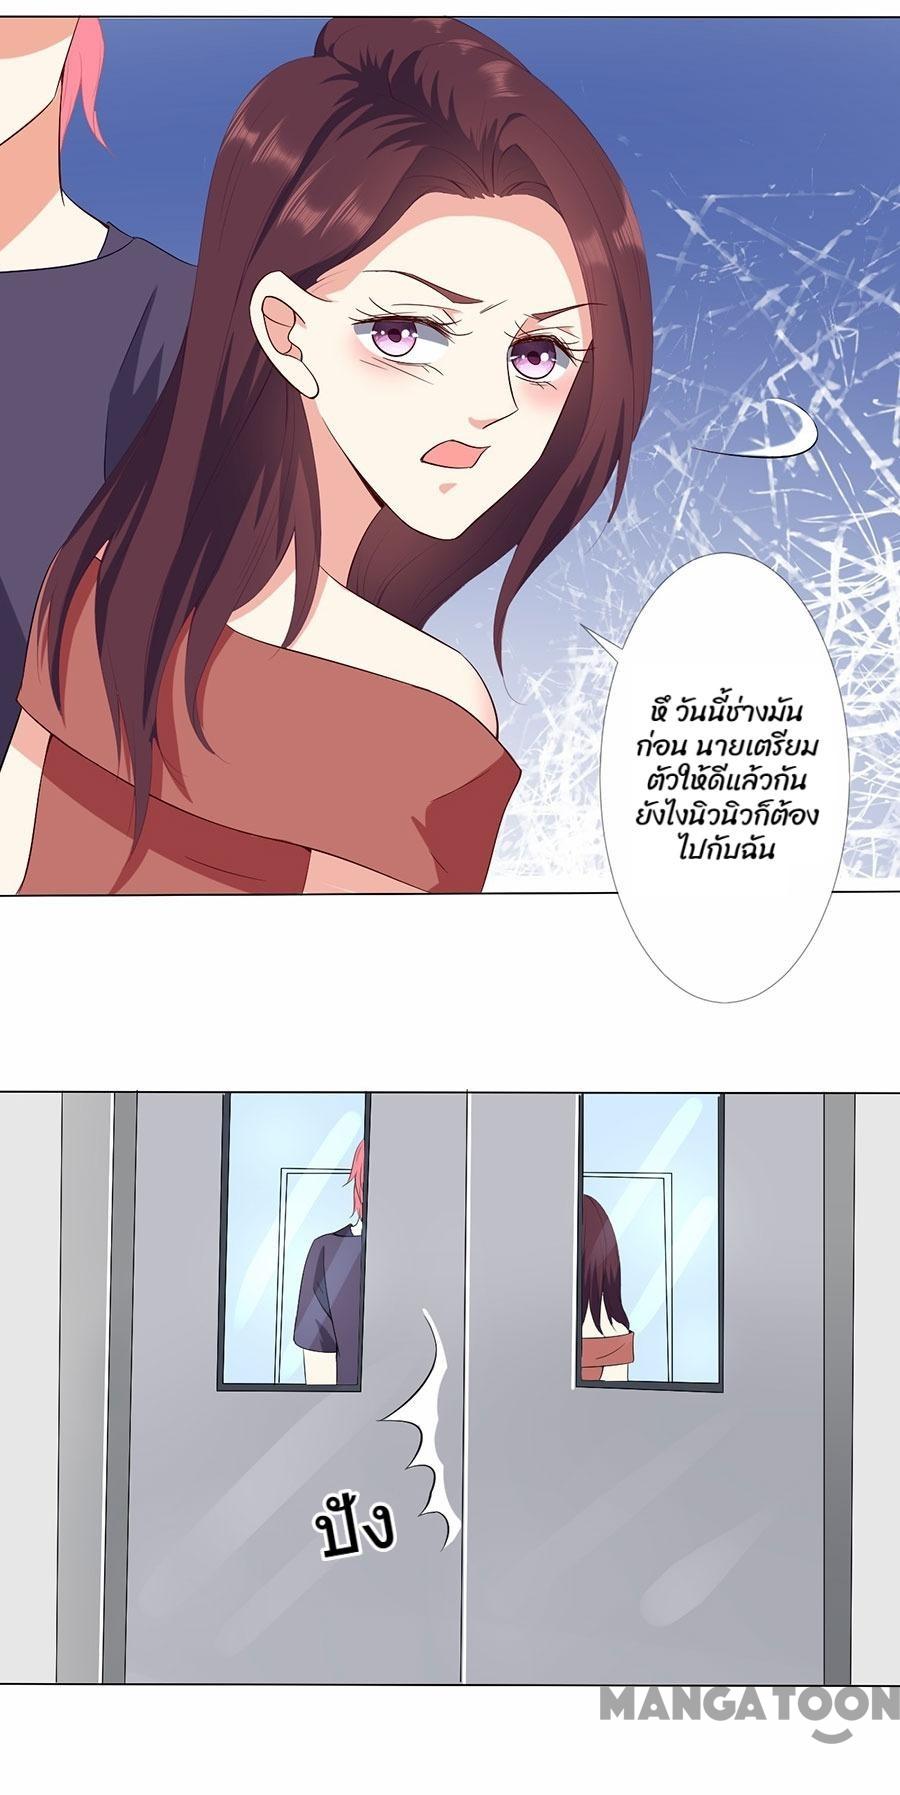 หึ วันนี้ช่างมัน
ก่อน นายเตรียม
ตัวให้ดีแล้วกัน
ยังไงนิวนิวก็ต้อง
ไปกับฉัน
ปัง
MANGATOON